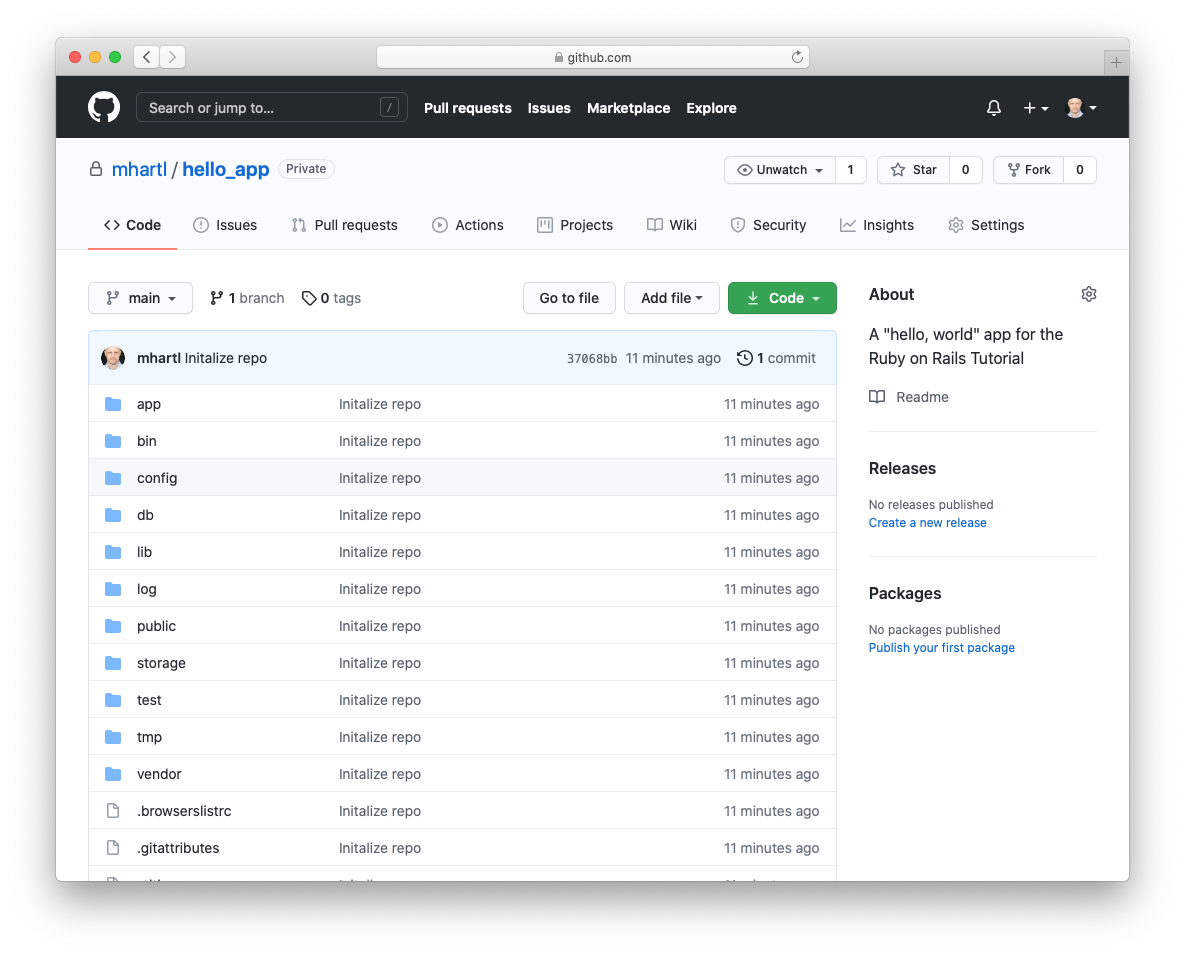 github.com
Search or jump to... /
Pull requests Issues Marketplace Explore
mhartl / hello_app Private
Unwatch 1 Star 0 Fork 0
Code Issues Pull requests Actions Projects Wiki Security Insights Settings
main 1 branch 0 tags Go to file Add file Code
mhartl Initalize repo 37068bb 11 minutes ago 1 commit
app Initalize repo 11 minutes ago
bin Initalize repo 11 minutes ago
config Initalize repo 11 minutes ago
db Initalize repo 11 minutes ago
lib Initalize repo 11 minutes ago
log Initalize repo 11 minutes ago
public Initalize repo 11 minutes ago
storage Initalize repo 11 minutes ago
test Initalize repo 11 minutes ago
tmp Initalize repo 11 minutes ago
vendor Initalize repo 11 minutes ago
.browserslistrc Initalize repo 11 minutes ago
.gitattributes Initalize repo 11 minutes ago
About
A "hello, world" app for the
Ruby on Rails Tutorial
Readme
Releases
No releases published
Create a new release
Packages
No packages published
Publish your first package